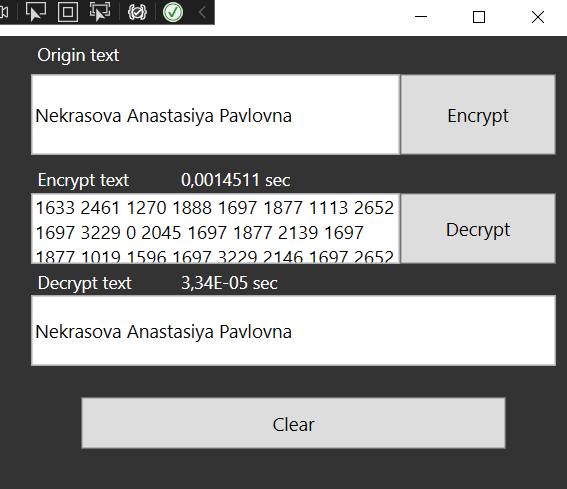 Origin text
Nekrasova Anastasiya Pavlovna
Encrypt
Encrypt text 0,0014511 sec
1633 2461 1270 1888 1697 1877 1113 2652
1697 3229 0 2045 1697 1877 2139 1697
1877 1019 1596 1697 3229 2146 1697 2652
Decrypt
Decrypt text 3,34E-05 sec
Nekrasova Anastasiya Pavlovna
Clear